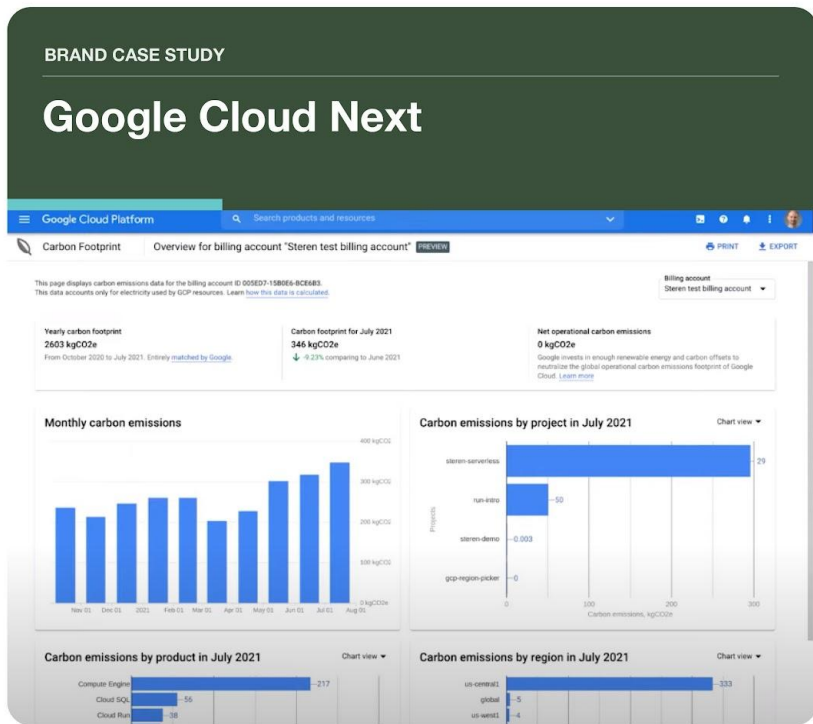 BRAND CASE STUDY
Google Cloud Next
Google Cloud Platform
Search products and resources
Carbon Footprint
Overview for billing account "Steren test billing account"
PREVIEW
PRINT
EXPORT
This page displays carbon emissions data for the billing account ID 005ED7-15B0E6-BCE6B3.
This data accounts only for electricity used by GCP resources. Learn how this data is calculated.
Billing account
Steren test billing account
Yearly carbon footprint
2603 kgCO2e
From October 2020 to July 2021. Entirely matched by Google.
Carbon footprint for July 2021
346 kgCO2e
-9.23% comparing to June 2021
Net operational carbon emissions
0 kgCO2e
Google invests in enough renewable energy and carbon offsets to
neutralize the global operational carbon emissions footprint of Google
Cloud. Learn more
Monthly carbon emissions
400 kgCO2
300 kgCO2
200 kgCO2
100 kgCO2
0 kgCO2e
Nov 01 Dec 01 2021 Feb 01 Mar 01 Apr 01 May 01 Jun 01 Jul 01 Aug 01
Carbon emissions by project in July 2021
Chart view
Projects
steren-serverless 29
run-intro 50
steren-demo 0.003
gcp-region-picker 0
0 100 200 300
Carbon emissions, kgCO2e
Carbon emissions by product in July 2021
Chart view
Compute Engine 217
Cloud SQL 56
Cloud Run 38
Carbon emissions by region in July 2021
Chart view
us-central1 333
global 5
us-west1 4